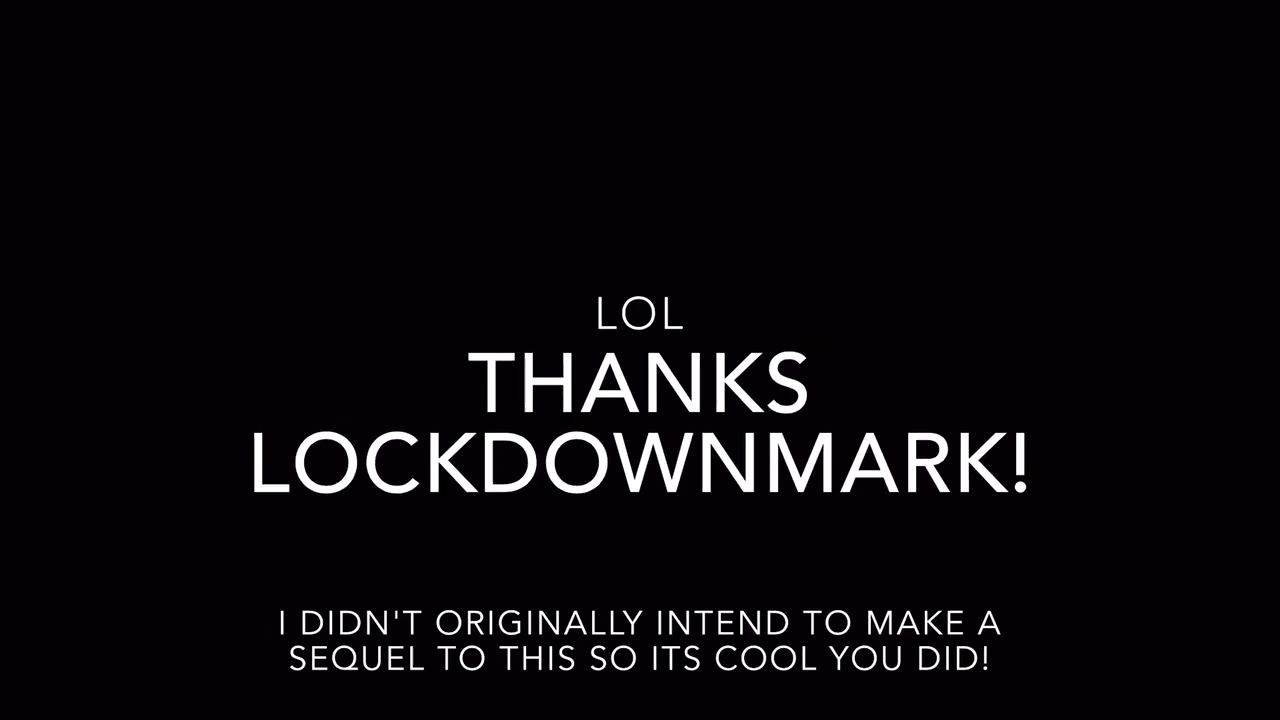 LOL
THANKS
LOCKDOWNMARK!
I DIDN'T ORIGINALLY INTEND TO MAKE A
SEQUEL TO THIS SO ITS COOL YOU DID!